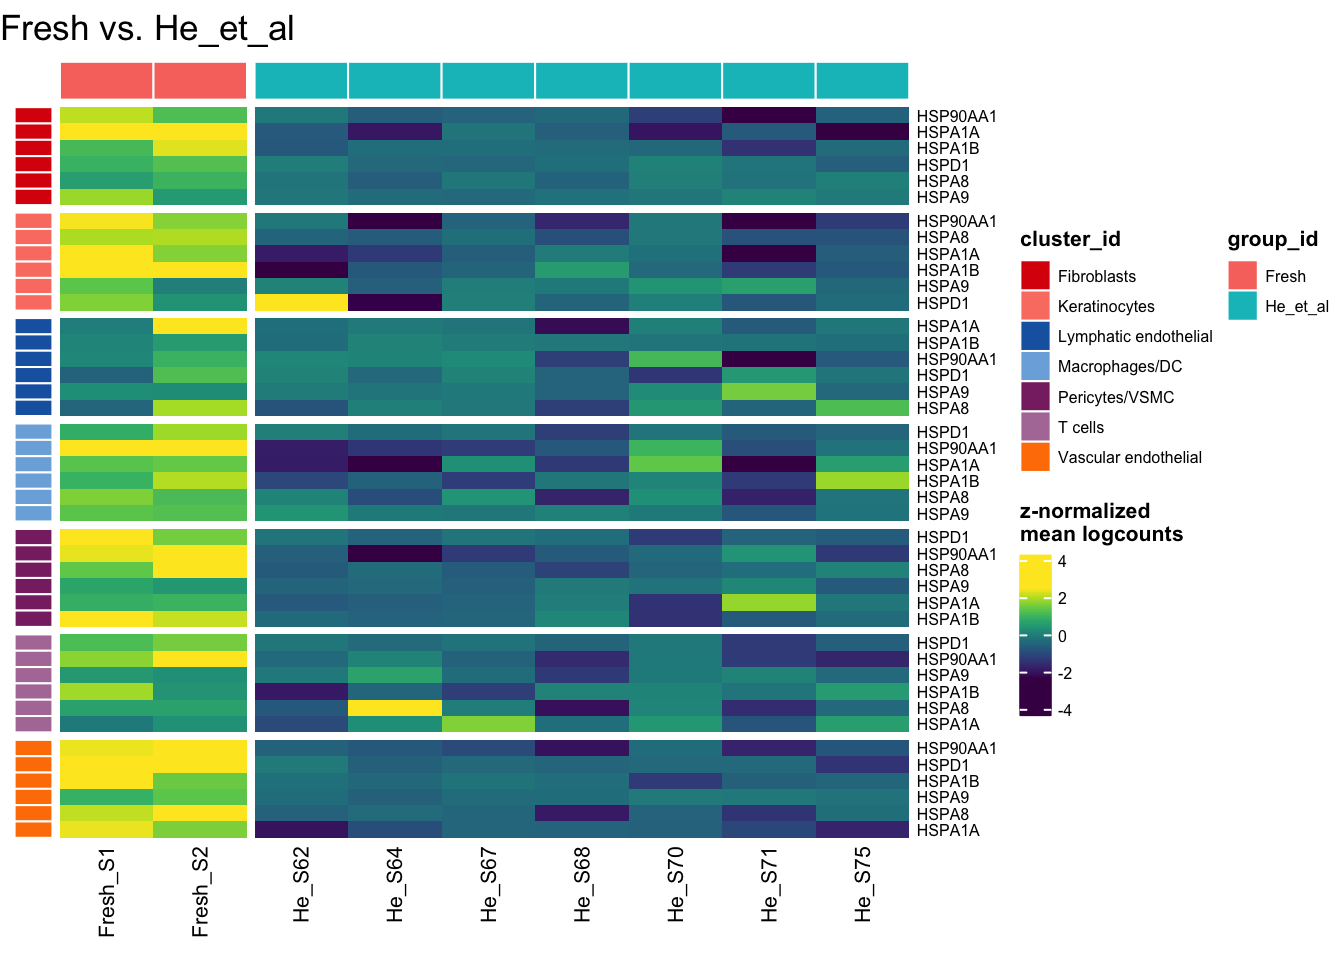 Fresh vs. He_et_al
HSP90AA1
HSPA1A
HSPA1B
HSPD1
HSPA8
HSPA9
HSP90AA1
HSPA8
HSPA1A
HSPA1B
HSPA9
HSPD1
HSPA1A
HSPA1B
HSP90AA1
HSPD1
HSPA9
HSPA8
HSPD1
HSP90AA1
HSPA1A
HSPA1B
HSPA8
HSPA9
HSPD1
HSP90AA1
HSPA8
HSPA9
HSPA1A
HSPA1B
HSPD1
HSP90AA1
HSPA9
HSPA1B
HSPA8
HSPA1A
HSP90AA1
HSPD1
HSPA1B
HSPA9
HSPA8
HSPA1A
Fresh_S1
Fresh_S2
He_S62
He_S64
He_S67
He_S68
He_S70
He_S71
He_S75
cluster_id
Fibroblasts
Keratinocytes
Lymphatic endothelial
Macrophages/DC
Pericytes/VSMC
T cells
Vascular endothelial
group_id
Fresh
He_et_al
z-normalized
mean logcounts
4
2
0
-2
-4